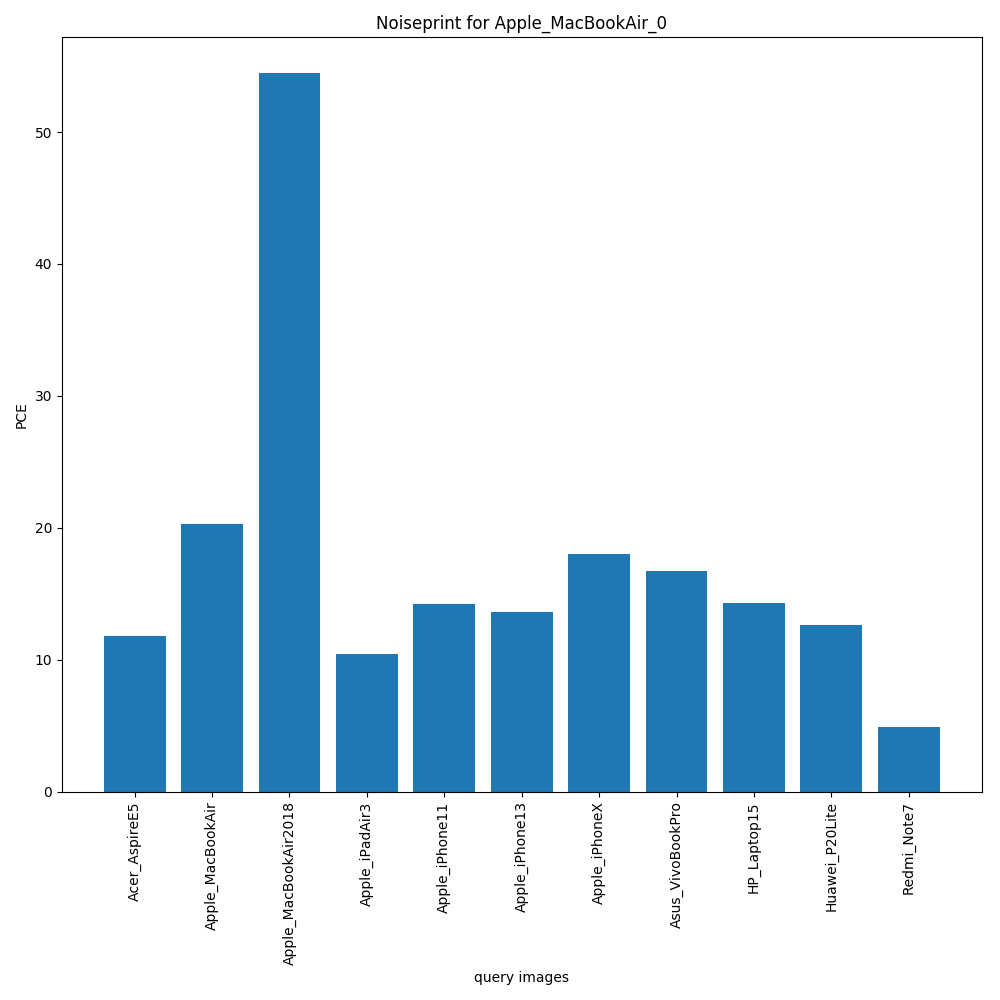 Noiseprint for Apple_MacBookAir_0
PCE
50
40
30
20
10
0
Acer_AspireE5
Apple_MacBookAir
Apple_MacBookAir2018
Apple_iPadAir3
Apple_iPhone11
Apple_iPhone13
Apple_iPhoneX
Asus_VivoBookPro
HP_Laptop15
Huawei_P20Lite
Redmi_Note7
query images